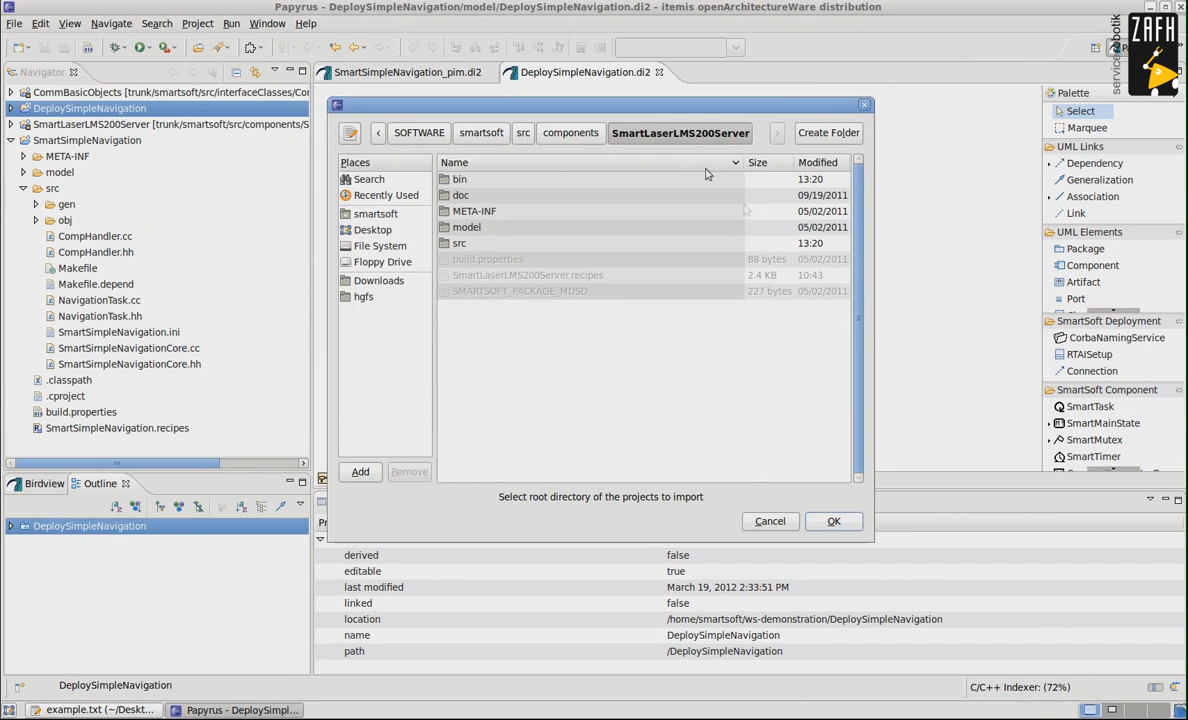 Papyrus - DeploySimpleNavigation/model/DeploySimpleNavigation.di2 - itemis openArchitectureWare distribution
File Edit View Navigate Search Project Run Window Help
servicerobotik
ZAFH
Navigator
SmartSimpleNavigation_pim.di2
DeploySimpleNavigation.di2
CommBasicObjects [trunk/smartsoft/src/interfaceClasses/Cor
DeploySimpleNavigation
SmartLaserLMS200Server [trunk/smartsoft/src/components/S
SmartSimpleNavigation
META-INF
model
src
gen
obj
CompHandler.cc
CompHandler.hh
Makefile
Makefile.depend
NavigationTask.cc
NavigationTask.hh
SmartSimpleNavigation.ini
SmartSimpleNavigationCore.cc
SmartSimpleNavigationCore.hh
.classpath
.cproject
build.properties
SmartSimpleNavigation.recipes
SOFTWARE smartsoft src components SmartLaserLMS200Server Create Folder
Places
Search
Recently Used
smartsoft
Desktop
File System
Floppy Drive
Downloads
hgfs
Add Remove
Name Size Modified
bin 13:20
doc 09/19/2011
META-INF 05/02/2011
model 05/02/2011
src 13:20
build.properties 88 bytes 05/02/2011
SmartLaserLMS200Server.recipes 2.4 KB 10:43
SMARTSOFT_PACKAGE_MDSD 227 bytes 05/02/2011
Select root directory of the projects to import
Cancel OK
Palette
Select
Marquee
UML Links
Dependency
Generalization
Association
Link
UML Elements
Package
Component
Artifact
Port
SmartSoft Deployment
CorbaNamingService
RTAISetup
Connection
SmartSoft Component
SmartTask
SmartMainState
SmartMutex
SmartTimer
Birdview Outline
DeploySimpleNavigation
derived false
editable true
last modified March 19, 2012 2:33:51 PM
linked false
location /home/smartsoft/ws-demonstration/DeploySimpleNavigation
name DeploySimpleNavigation
path /DeploySimpleNavigation
DeploySimpleNavigation
C/C++ Indexer: (72%)
example.txt (~/Deskt...
Papyrus - DeploySimpl...